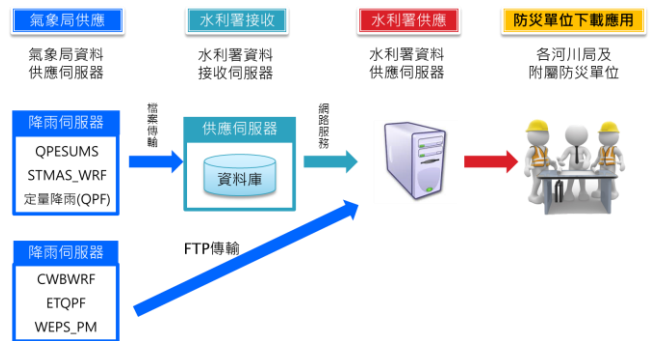 氣象局供應
水利署接收
水利署供應
防災單位下載應用
氣象局資料
供應伺服器
水利署資料
接收伺服器
水利署資料
供應伺服器
各河川局及
附屬防災單位
降雨伺服器
QPESUMS
STMAS_WRF
定量降雨(QPF)
檔案傳輸
供應伺服器
資料庫
網路服務
降雨伺服器
CWBWRF
ETQPF
WEPS_PM
FTP傳輸